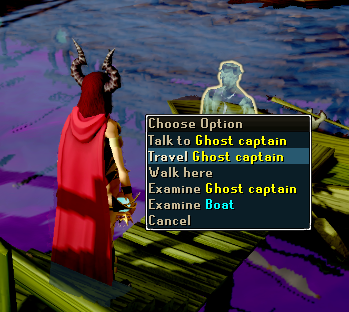 Choose Option
Talk to Ghost captain
Travel Ghost captain
Walk here
Examine Ghost captain
Examine Boat
Cancel